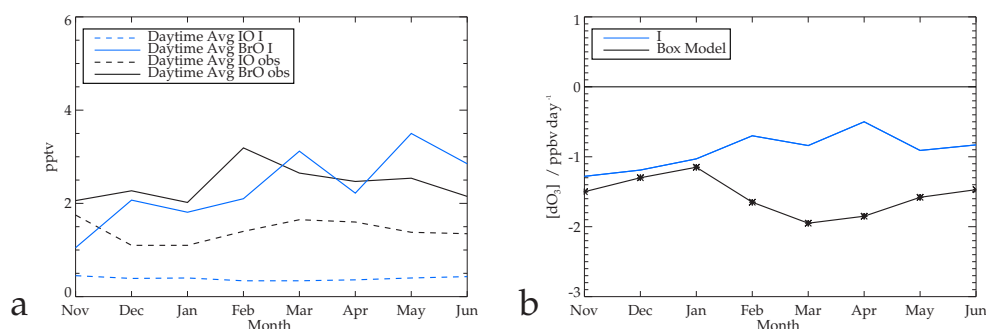 6
4
2
0
pptv
Daytime Avg IO I
Daytime Avg BrO I
Daytime Avg IO obs
Daytime Avg BrO obs
Nov Dec Jan Feb Mar Apr May Jun
Month
a
1
0
-1
-2
-3
[dO₃] / ppbv day⁻¹
I
Box Model
Nov Dec Jan Feb Mar Apr May Jun
Month
b